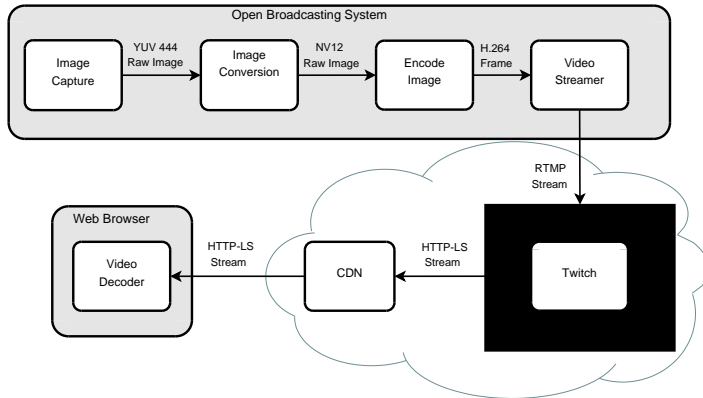 Open Broadcasting System
Image
Capture
YUV 444
Raw Image
Image
Conversion
NV12
Raw Image
Encode
Image
H.264
Frame
Video
Streamer
RTMP
Stream
Web Browser
Video
Decoder
HTTP-LS
Stream
CDN
HTTP-LS
Stream
Twitch